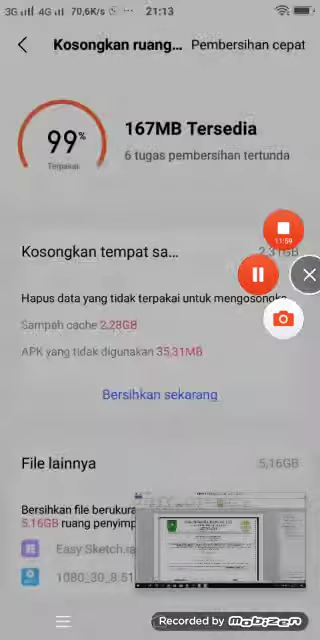 3G 4G 70,6K/s ... 21:13
Kosongkan ruang... Pembersihan cepat
99%
Terpakai
167MB Tersedia
6 tugas pembersihan tertunda
11:59
Kosongkan tempat sa... 2,31GB
Hapus data yang tidak terpakai untuk mengosongka
Sampah cache 2,28GB
APK yang tidak digunakan 35,31MB
Bersihkan sekarang
File lainnya 5,16GB
Bersihkan file berukura
5,16GB ruang penyimp
Easy Sketch.ra
1080_30_8.51
Recorded by MOBIZEN